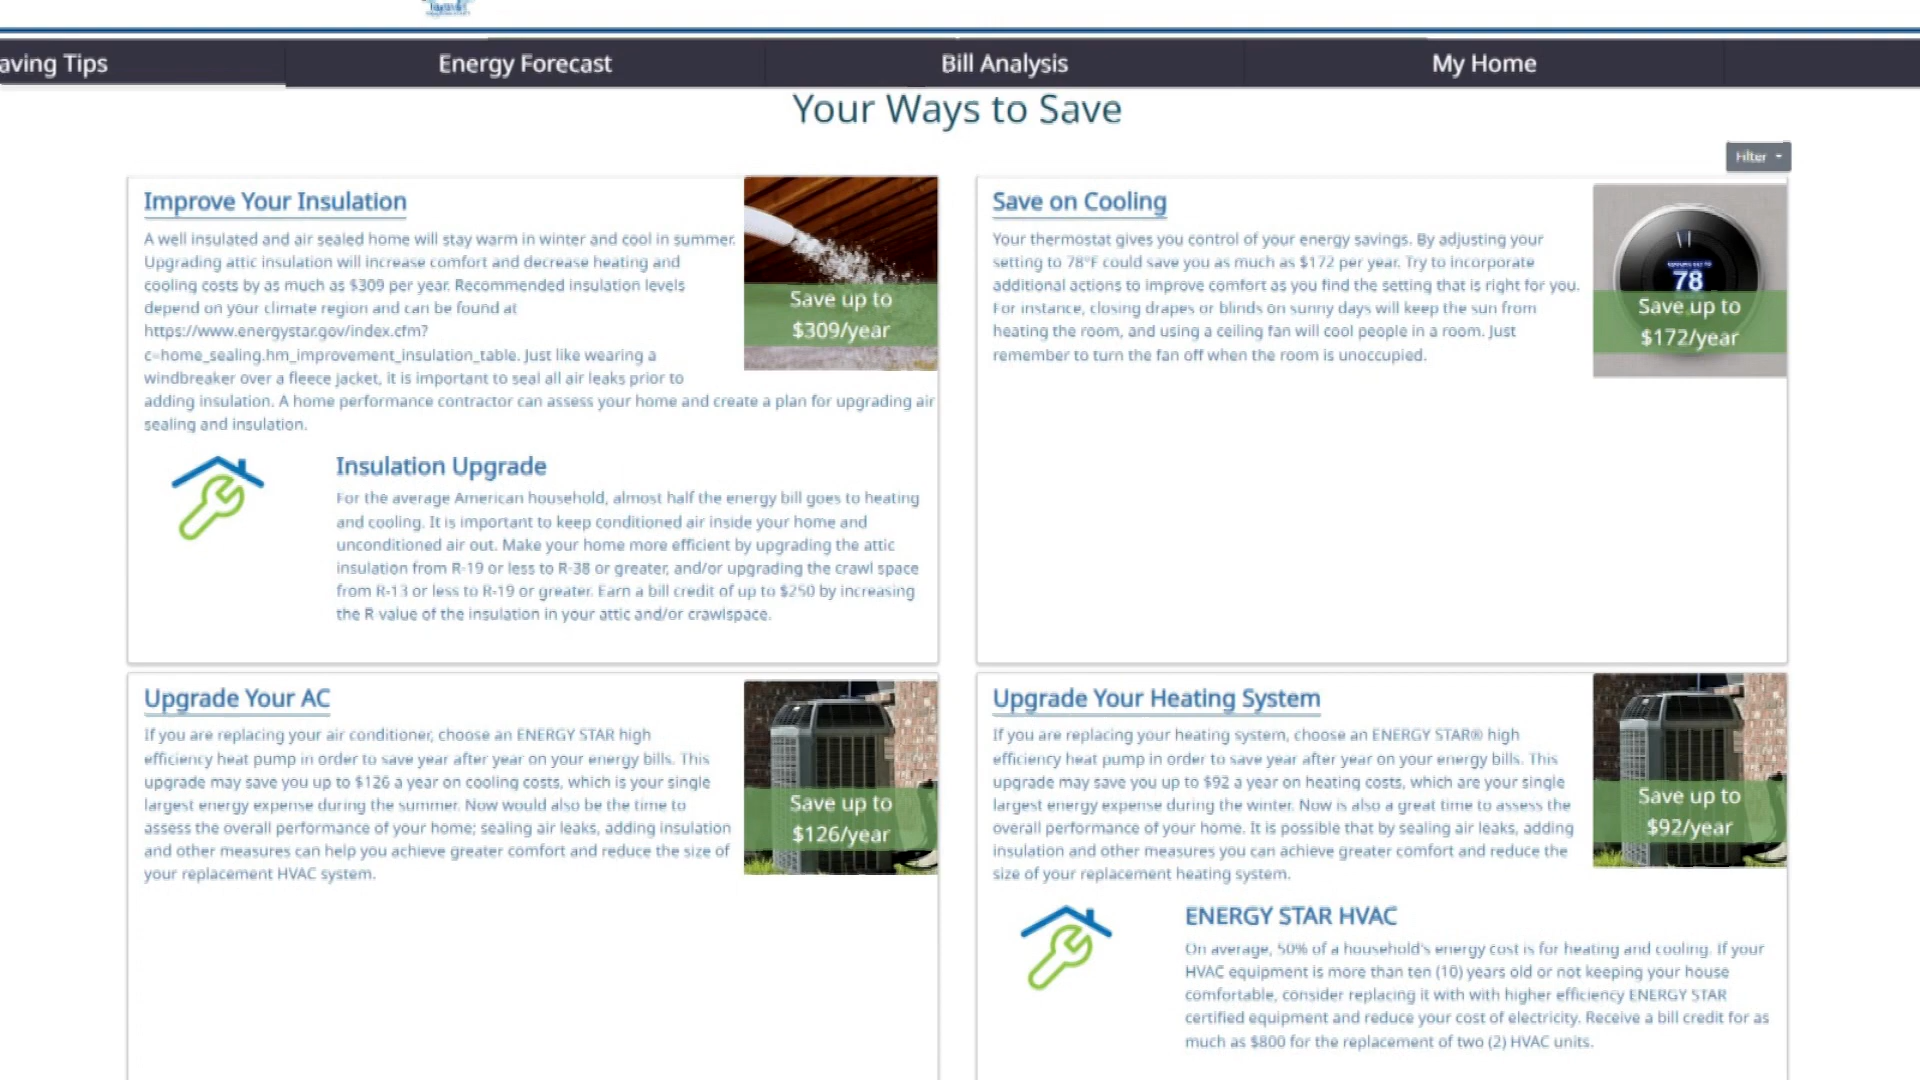 aving Tips
Energy Forecast
Bill Analysis
My Home
Your Ways to Save
Filter
Improve Your Insulation
A well insulated and air sealed home will stay warm in winter and cool in summer.
Upgrading attic insulation will increase comfort and decrease heating and
cooling costs by as much as $309 per year. Recommended insulation levels
depend on your climate region and can be found at
https://www.energystar.gov/index.cfm?
c=home_sealing.hm_improvement_insulation_table. Just like wearing a
windbreaker over a fleece jacket, it is important to seal all air leaks prior to
adding insulation. A home performance contractor can assess your home and create a plan for upgrading air
sealing and insulation.
Save up to
$309/year
Insulation Upgrade
For the average American household, almost half the energy bill goes to heating
and cooling. It is important to keep conditioned air inside your home and
unconditioned air out. Make your home more efficient by upgrading the attic
insulation from R-19 or less to R-38 or greater, and/or upgrading the crawl space
from R-13 or less to R-19 or greater. Earn a bill credit of up to $250 by increasing
the R value of the insulation in your attic and/or crawlspace.
Save on Cooling
Your thermostat gives you control of your energy savings. By adjusting your
setting to 78°F could save you as much as $172 per year. Try to incorporate
additional actions to improve comfort as you find the setting that is right for you.
For instance, closing drapes or blinds on sunny days will keep the sun from
heating the room, and using a ceiling fan will cool people in a room. Just
remember to turn the fan off when the room is unoccupied.
78
Save up to
$172/year
Upgrade Your AC
If you are replacing your air conditioner, choose an ENERGY STAR high
efficiency heat pump in order to save year after year on your energy bills. This
upgrade may save you up to $126 a year on cooling costs, which is your single
largest energy expense during the summer. Now would also be the time to
assess the overall performance of your home; sealing air leaks, adding insulation
and other measures can help you achieve greater comfort and reduce the size of
your replacement HVAC system.
Save up to
$126/year
Upgrade Your Heating System
If you are replacing your heating system, choose an ENERGY STAR® high
efficiency heat pump in order to save year after year on your energy bills. This
upgrade may save you up to $92 a year on heating costs, which are your single
largest energy expense during the winter. Now is also a great time to assess the
overall performance of your home. It is possible that by sealing air leaks, adding
insulation and other measures you can achieve greater comfort and reduce the
size of your replacement heating system.
Save up to
$92/year
ENERGY STAR HVAC
On average, 50% of a household's energy cost is for heating and cooling. If your
HVAC equipment is more than ten (10) years old or not keeping your house
comfortable, consider replacing it with with higher efficiency ENERGY STAR
certified equipment and reduce your cost of electricity. Receive a bill credit for as
much as $800 for the replacement of two (2) HVAC units.